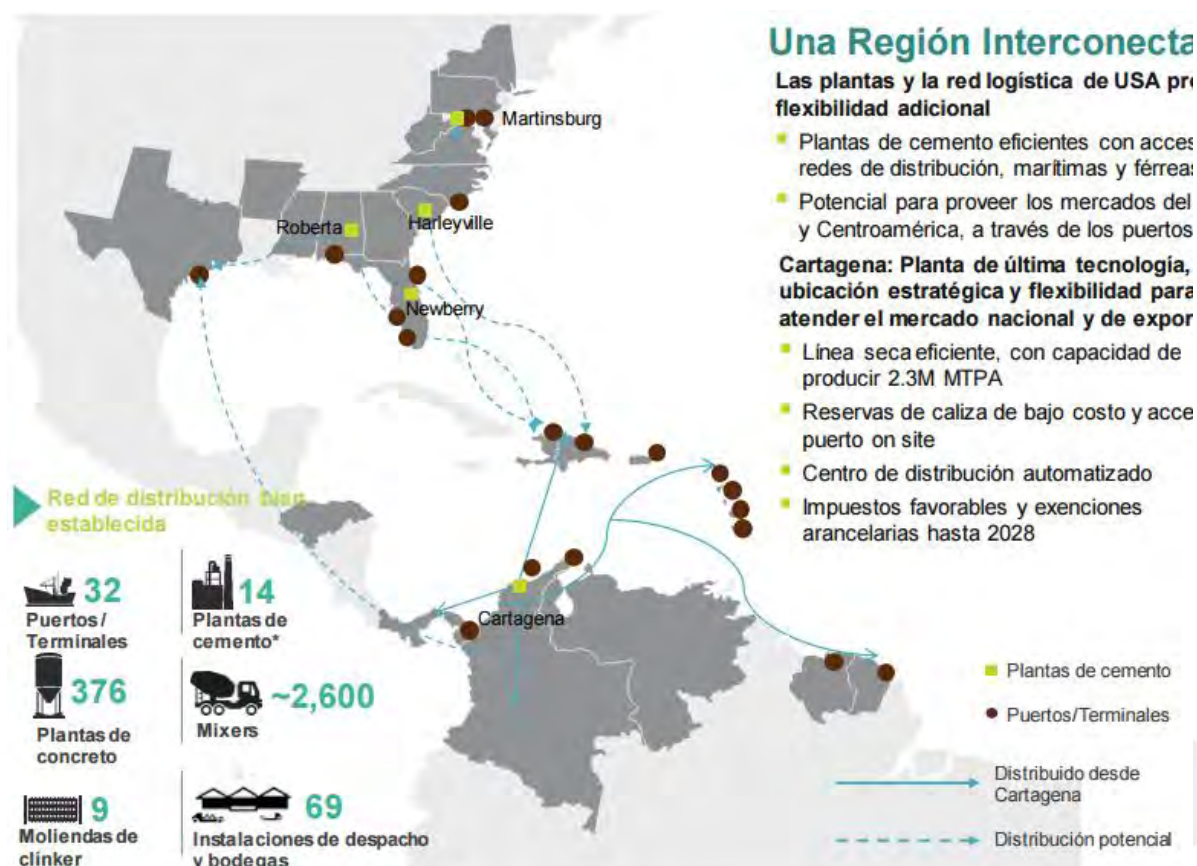 Una Región Interconecta
Las plantas y la red logística de USA pro
flexibilidad adicional
Plantas de cemento eficientes con acces
redes de distribución, marítimas y férreas
Potencial para proveer los mercados del
y Centroamérica, a través de los puertos
Cartagena: Planta de última tecnología,
ubicación estratégica y flexibilidad para
atender el mercado nacional y de expor
Línea seca eficiente, con capacidad de
producir 2.3M MTPA
Reservas de caliza de bajo costo y acce
puerto on site
Centro de distribución automatizado
Impuestos favorables y exenciones
arancelarias hasta 2028
Martinsburg
Roberta
Harleyville
Newberry
Cartagena
Red de distribución bien
establecida
32
Puertos/
Terminales
14
Plantas de
cemento*
376
Plantas de
concreto
~2,600
Mixers
9
Moliendas de
clinker
69
Instalaciones de despacho
y bodegas
Plantas de cemento
Puertos/Terminales
Distribuido desde
Cartagena
Distribución potencial